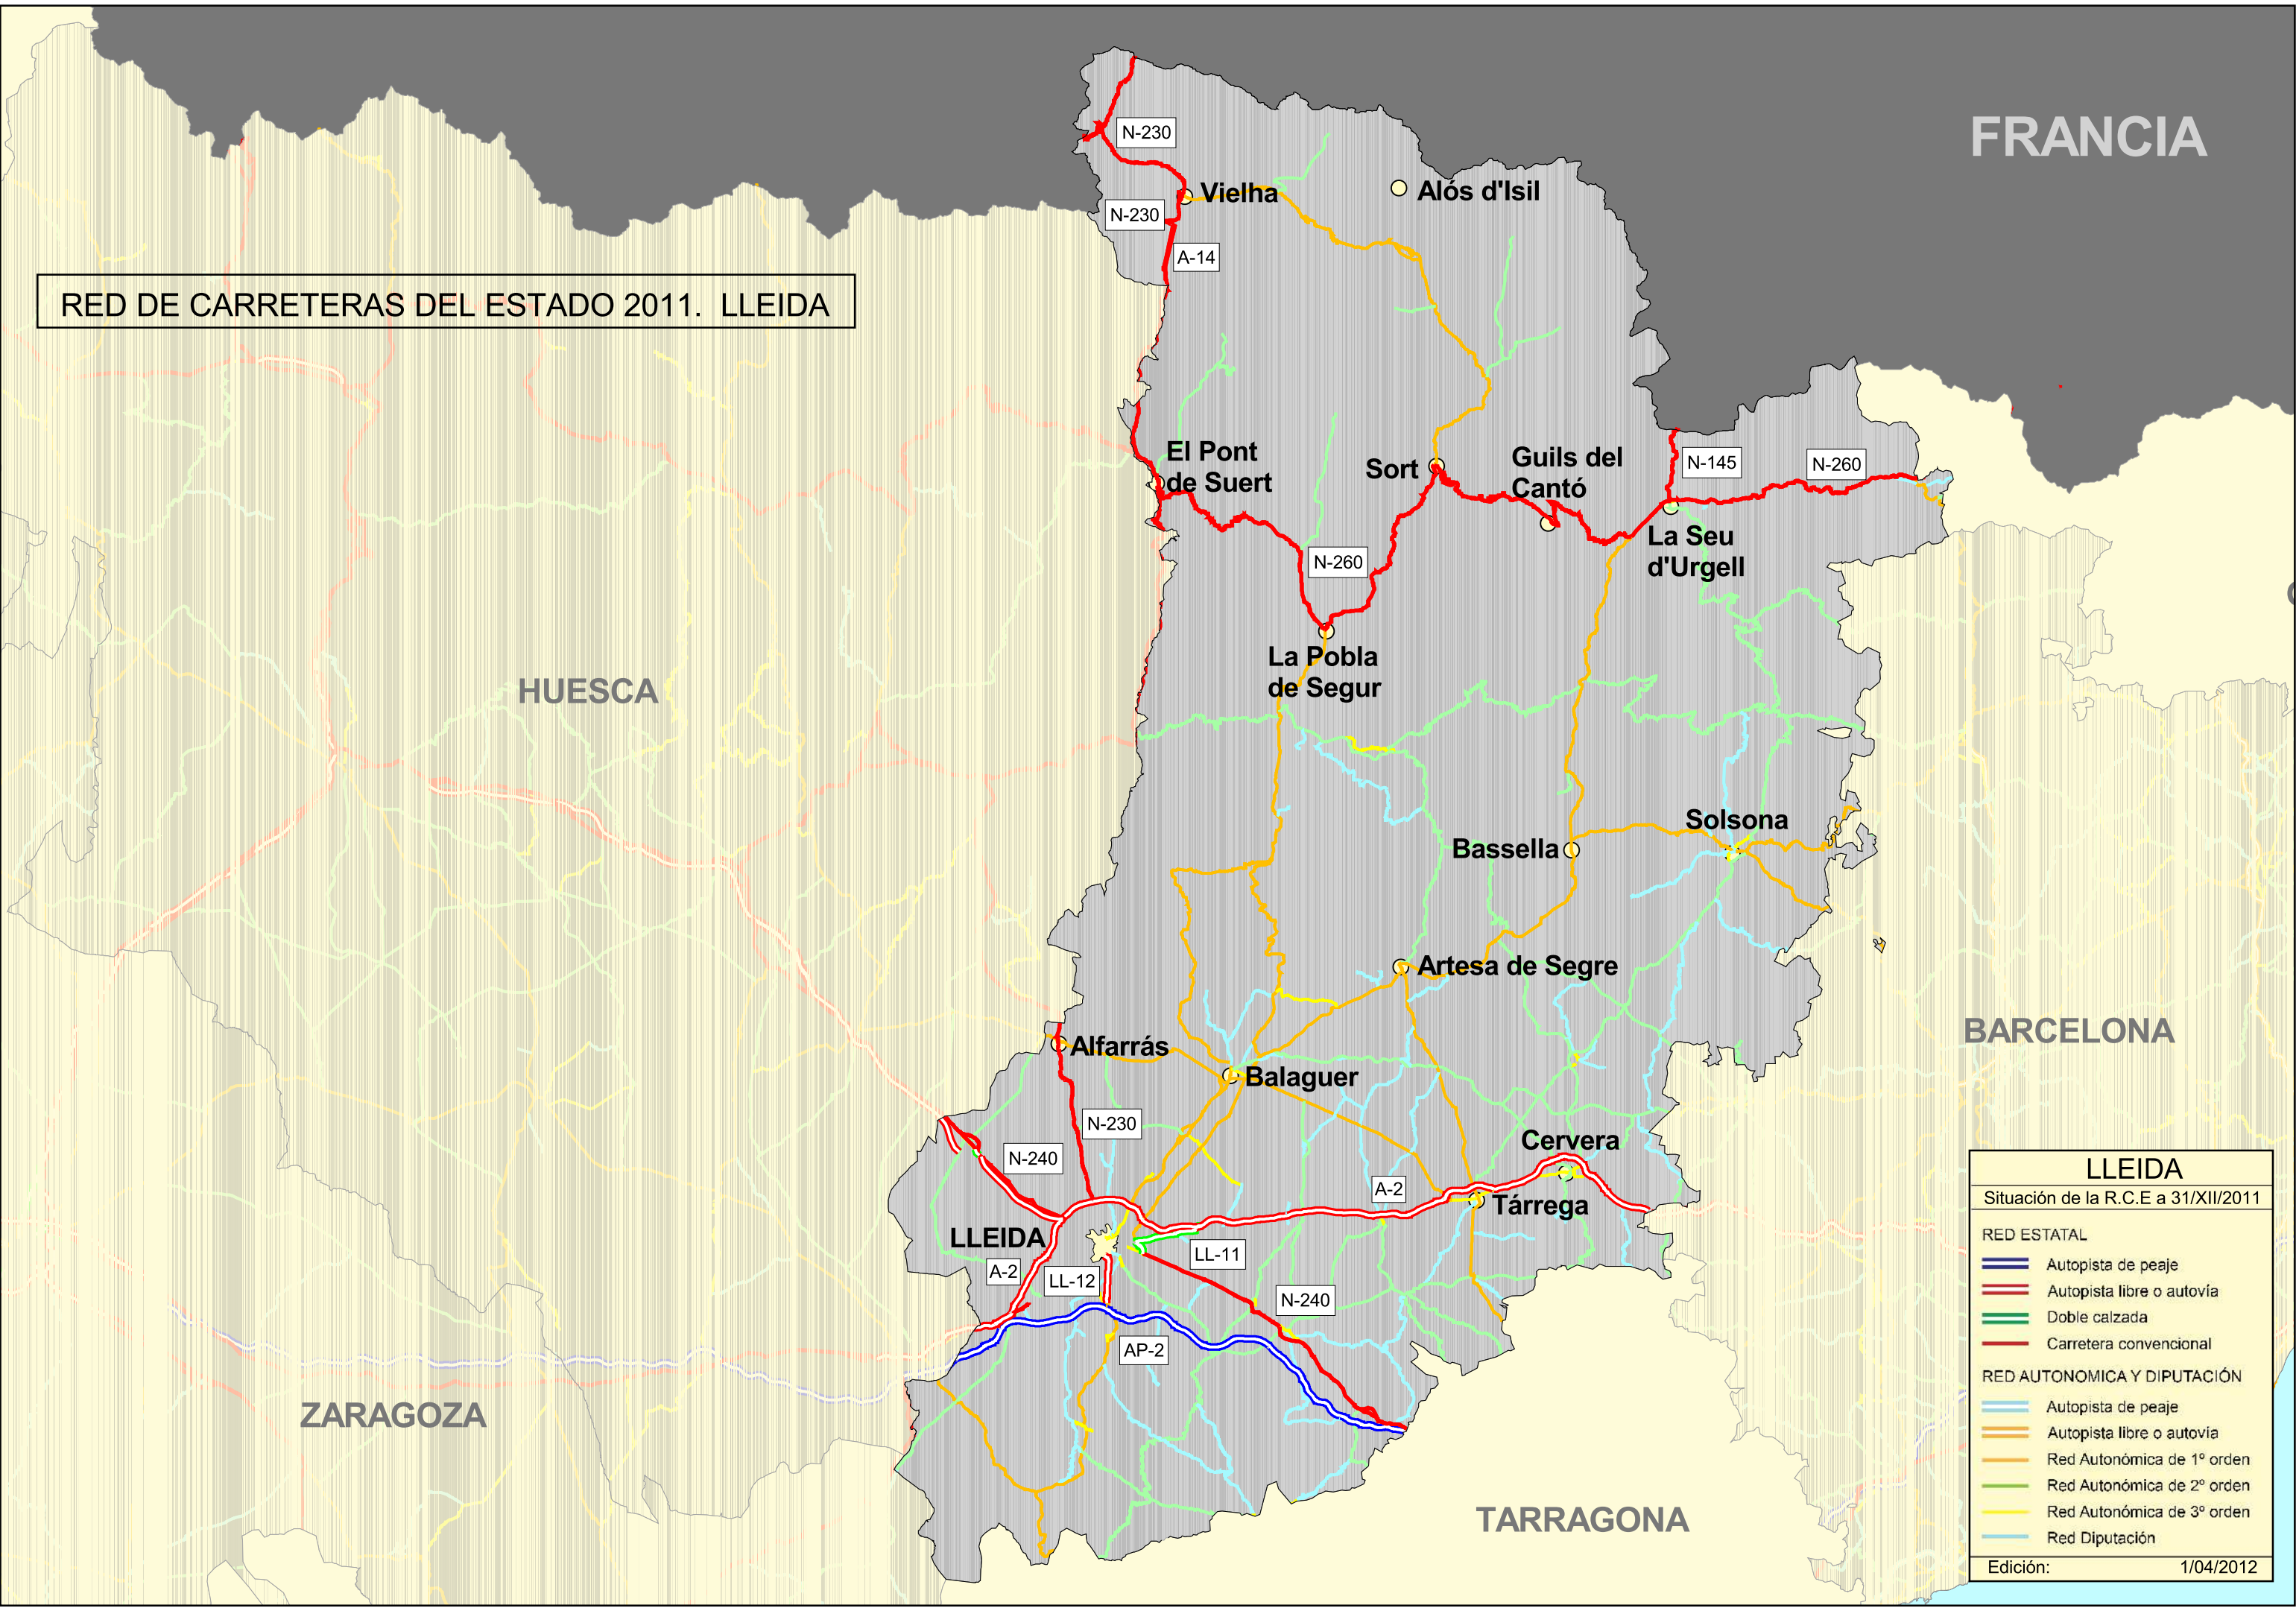 FRANCIA
N-230
Vielha
Alós d'Isil
N-230
A-14
RED DE CARRETERAS DEL ESTADO 2011. LLEIDA
El Pont
de Suert
Sort
Guils del
Cantó
N-145
N-260
La Seu
d'Urgell
N-260
La Pobla
de Segur
HUESCA
Solsona
Bassella
Artesa de Segre
BARCELONA
Alfarrás
Balaguer
N-230
Cervera
N-240
A-2
Tárrega
LLEIDA
LL-11
A-2
LL-12
N-240
AP-2
ZARAGOZA
TARRAGONA
LLEIDA
Situación de la R.C.E a 31/XII/2011
RED ESTATAL
Autopista de peaje
Autopista libre o autovía
Doble calzada
Carretera convencional
RED AUTONOMICA Y DIPUTACIÓN
Autopista de peaje
Autopista libre o autovía
Red Autonómica de 1º orden
Red Autonómica de 2º orden
Red Autonómica de 3º orden
Red Diputación
Edición: 1/04/2012